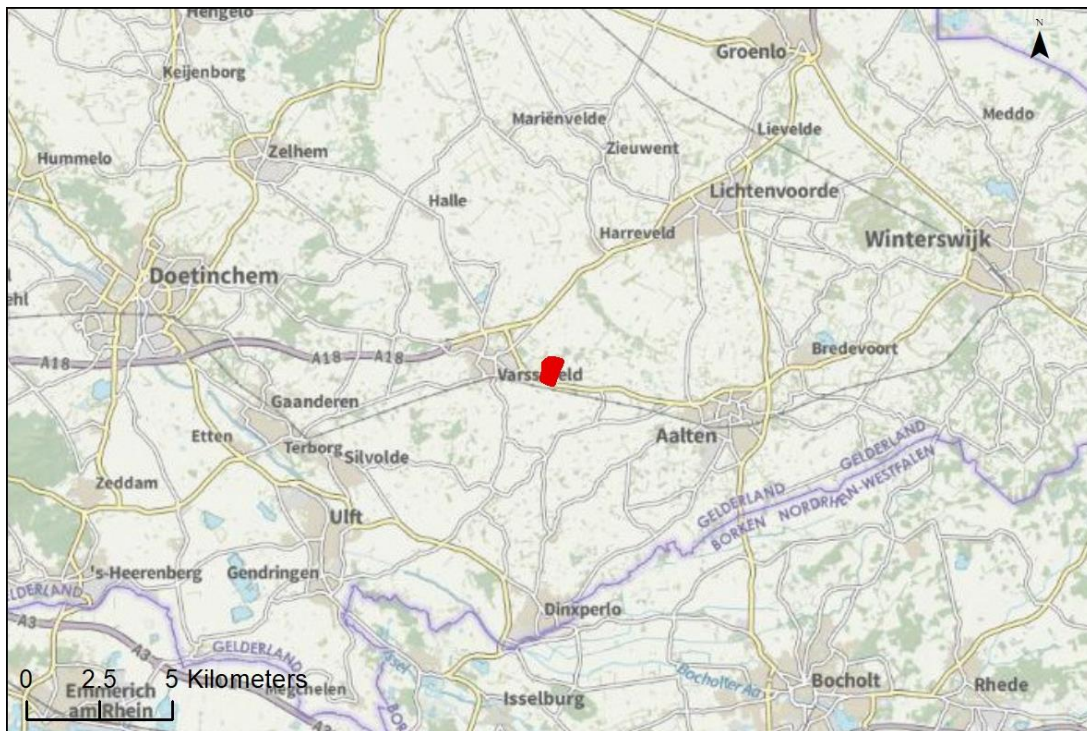 Hengelo
N
Groenlo
Keijenborg
Meddo
Mariënvelde
Lievelde
Zieuwent
Hummelo
Zelhem
Lichtenvoorde
Halle
Harreveld
Winterswijk
Doetinchem
ehl
Bredevoort
A18
A18
A18
Gaanderen
Etten
Terborg
Silvolde
Aalten
GELDERLAND
Zeddam
GELDERLAND
BORKEN
NORDRHEIN-WESTFALEN
Ulft
's-Heerenberg
Gendringen
Dinxperlo
A3
GELDERLAND
A3
Bocholter Aa
Bocholt
Rhede
0 2.5 5 Kilometers
Megchelen
Emmerich
am Rhein
Isselburg